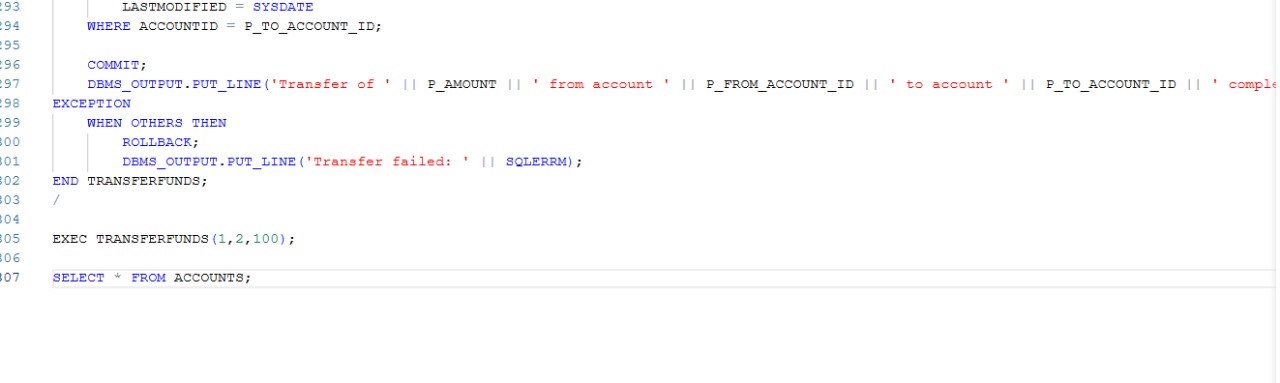 293 LASTMODIFIED = SYSDATE
294 WHERE ACCOUNTID = P_TO_ACCOUNT_ID;
295
296 COMMIT;
297 DBMS_OUTPUT.PUT_LINE('Transfer of ' || P_AMOUNT || ' from account ' || P_FROM_ACCOUNT_ID || ' to account ' || P_TO_ACCOUNT_ID || ' comple
298 EXCEPTION
299 WHEN OTHERS THEN
300 ROLLBACK;
301 DBMS_OUTPUT.PUT_LINE('Transfer failed: ' || SQLERRM);
302 END TRANSFERFUNDS;
303 /
304
305 EXEC TRANSFERFUNDS(1,2,100);
306
307 SELECT * FROM ACCOUNTS;